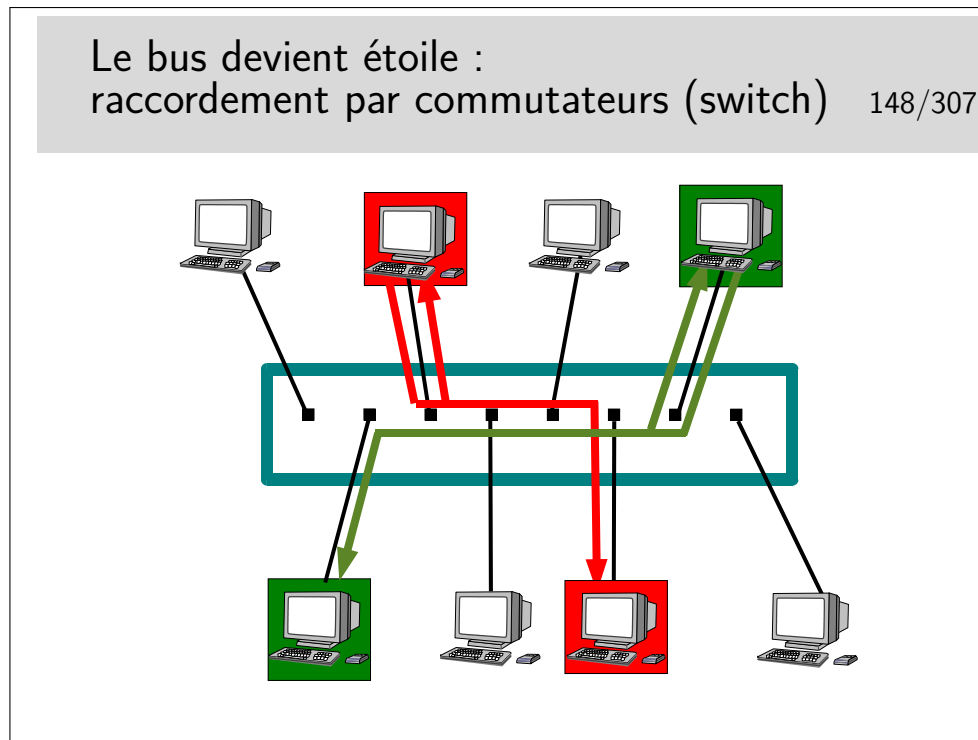 Le bus devient étoile :
raccordement par commutateurs (switch) 148/307